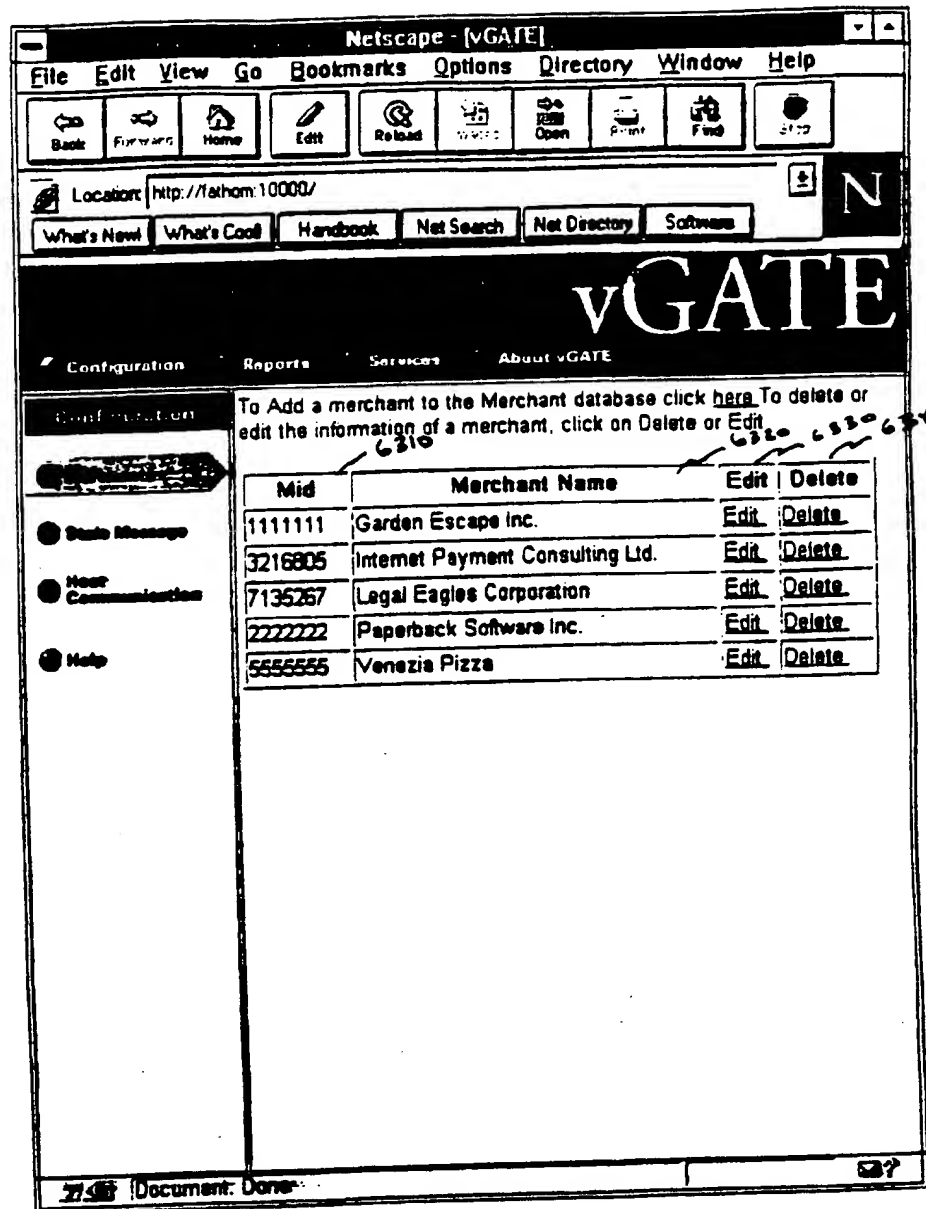 Netscape - [vGATE]
File Edit View Go Bookmarks Options Directory Window Help
Back Forward Home Edit Reload Open Print Find Stop
Location: http://fathom:10000/
What's New! What's Cool! Handbook Net Search Net Directory Software
vGATE
Configuration Reports Services About vGATE
Configuration
To Add a merchant to the Merchant database click here To delete or
edit the information of a merchant, click on Delete or Edit
6310 6320 6330
Mid Merchant Name Edit Delete
1111111 Garden Escape Inc. Edit Delete
3216805 Internet Payment Consulting Ltd. Edit Delete
7135267 Legal Eagles Corporation Edit Delete
2222222 Paperback Software Inc. Edit Delete
5555555 Venezia Pizza Edit Delete
Message
Host
Communication
Help
Document: Done
N